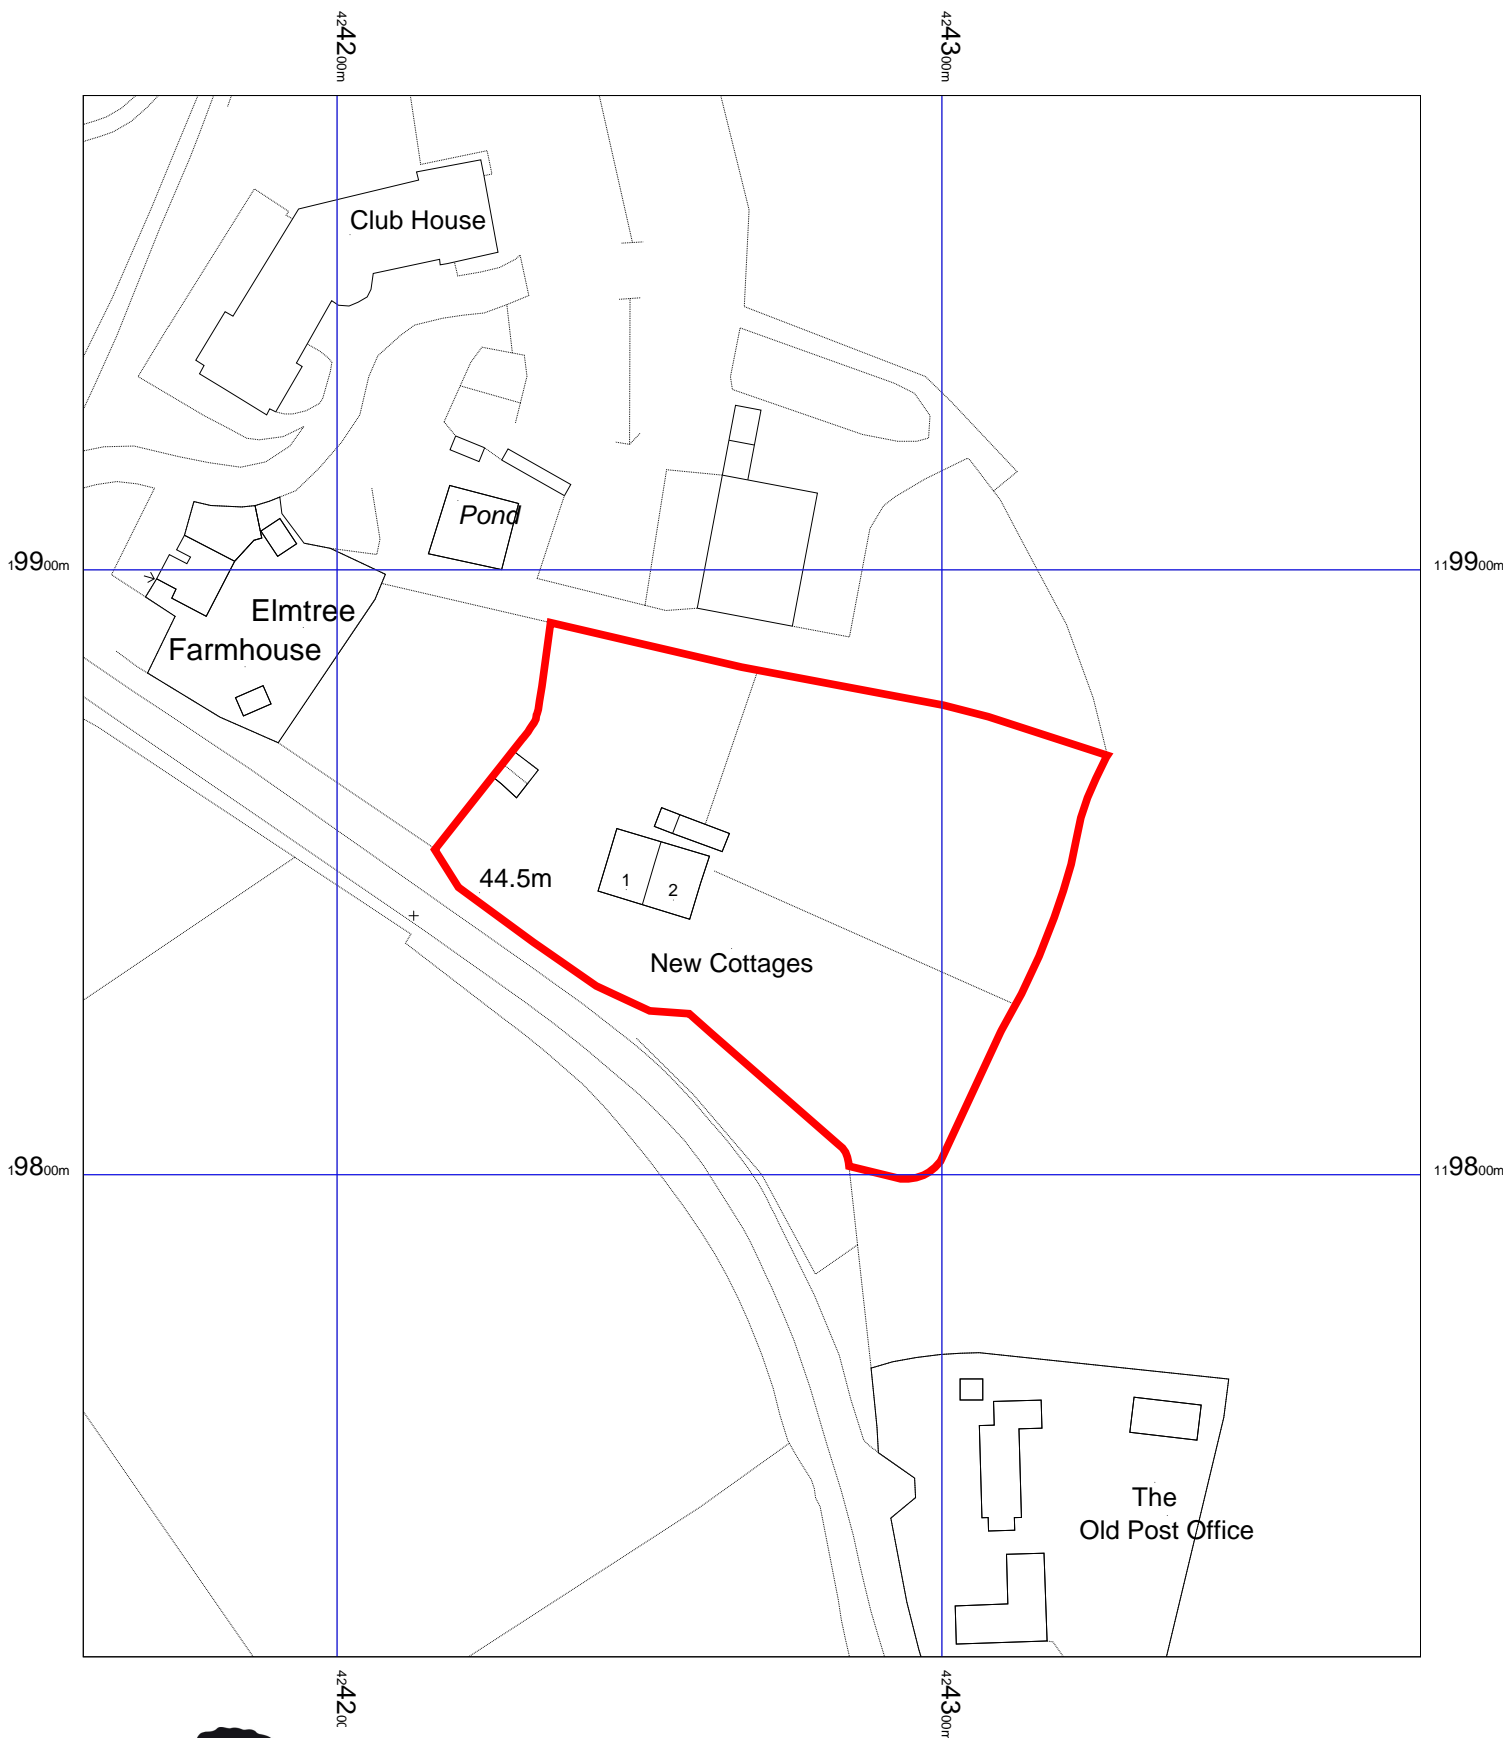 424200m
424300m
Club House
Pond
19900m
119900m
Elmtree
Farmhouse
44.5m
1
2
New Cottages
19800m
119800m
The
Old Post Office
424200
424300m